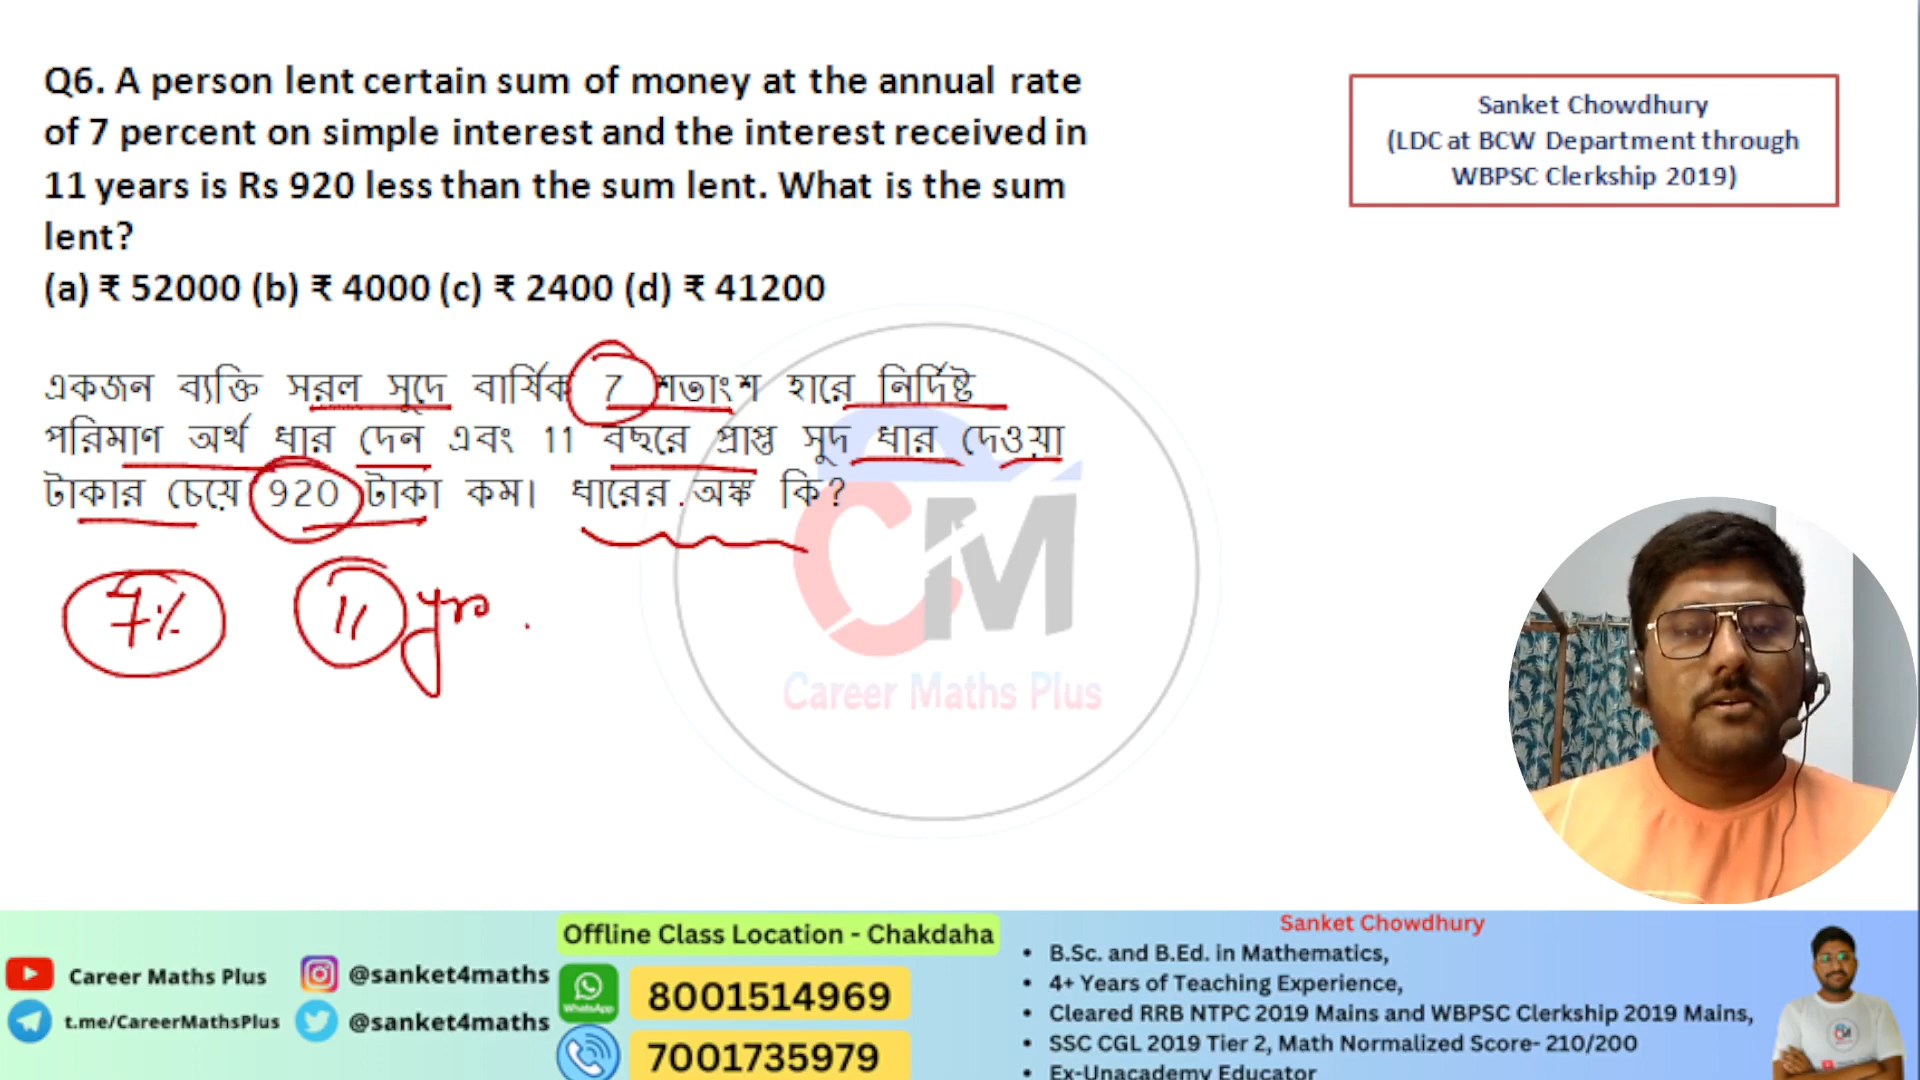 Q6. A person lent certain sum of money at the annual rate
of 7 percent on simple interest and the interest received in
11 years is Rs 920 less than the sum lent. What is the sum
lent?
(a) ₹ 52000 (b) ₹ 4000 (c) ₹ 2400 (d) ₹ 41200
একজন ব্যক্তি সরল সুদে বার্ষিক 7 শতাংশ হারে নির্দিষ্ট
পরিমাণ অর্থ ধার দেন এবং 11 বছরে প্রাপ্ত সুদ ধার দেওয়া
টাকার চেয়ে 920 টাকা কম। ধারের অঙ্ক কি?
7% 11 yrs.
CM
Career Maths Plus
Sanket Chowdhury
(LDC at BCW Department through
WBPSC Clerkship 2019)
Career Maths Plus
@sanket4maths
t.me/CareerMathsPlus
@sanket4maths
Offline Class Location - Chakdaha
WhatsApp
8001514969
7001735979
Sanket Chowdhury
• B.Sc. and B.Ed. in Mathematics,
• 4+ Years of Teaching Experience,
• Cleared RRB NTPC 2019 Mains and WBPSC Clerkship 2019 Mains,
• SSC CGL 2019 Tier 2, Math Normalized Score- 210/200
• Ex-Unacademy Educator